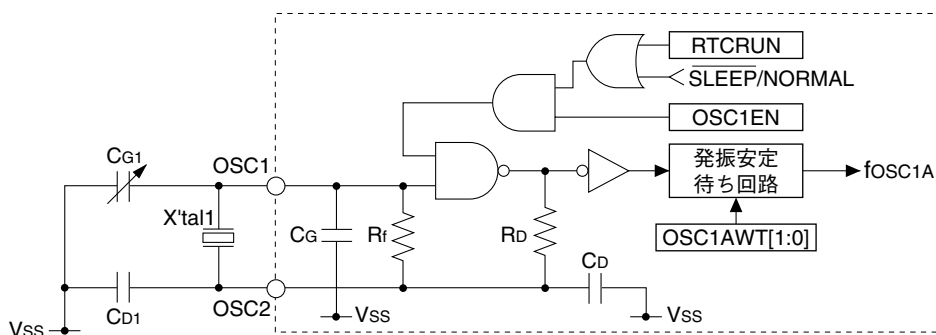 RTCRUN
SLEEP/NORMAL
OSC1EN
CG1
OSC1
発振安定
待ち回路
fOSC1A
X'tal1
CG
Rf
RD
OSC1AWT[1:0]
CD
CD1
OSC2
VSS
VSS
VSS